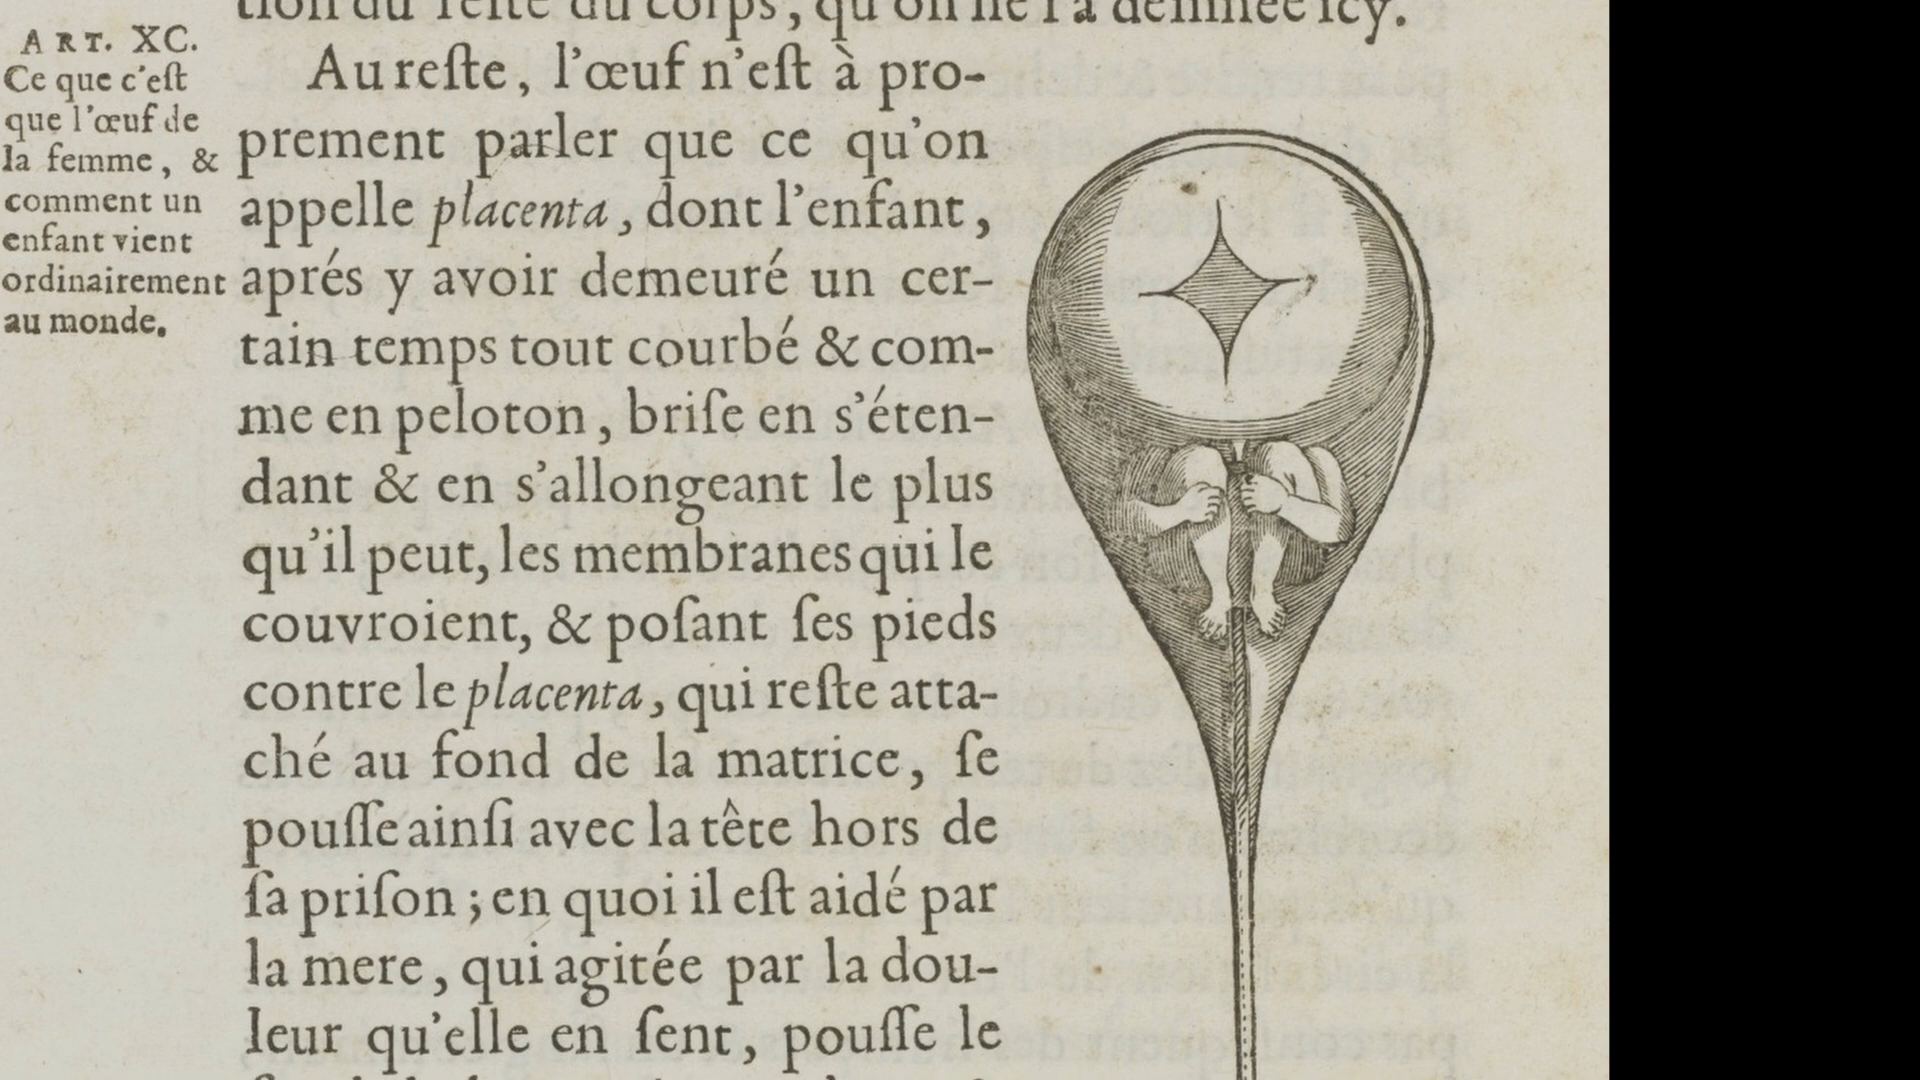 tion du reſte du corps, qu'on ne l'a deſſinée icy.
ART. XC.
Ce que c'eſt
que l'œuf de
la femme, &
comment un
enfant vient
ordinairement
au monde.
Au reſte, l'œuf n'eſt à pro-
prement parler que ce qu'on
appelle placenta, dont l'enfant,
aprés y avoir demeuré un cer-
tain temps tout courbé & com-
me en peloton, briſe en s'éten-
dant & en s'allongeant le plus
qu'il peut, les membranes qui le
couvroient, & poſant ſes pieds
contre le placenta, qui reſte atta-
ché au fond de la matrice, ſe
pouſſe ainſi avec la tête hors de
ſa priſon ; en quoi il eſt aidé par
la mere, qui agitée par la dou-
leur qu'elle en ſent, pouſſe le